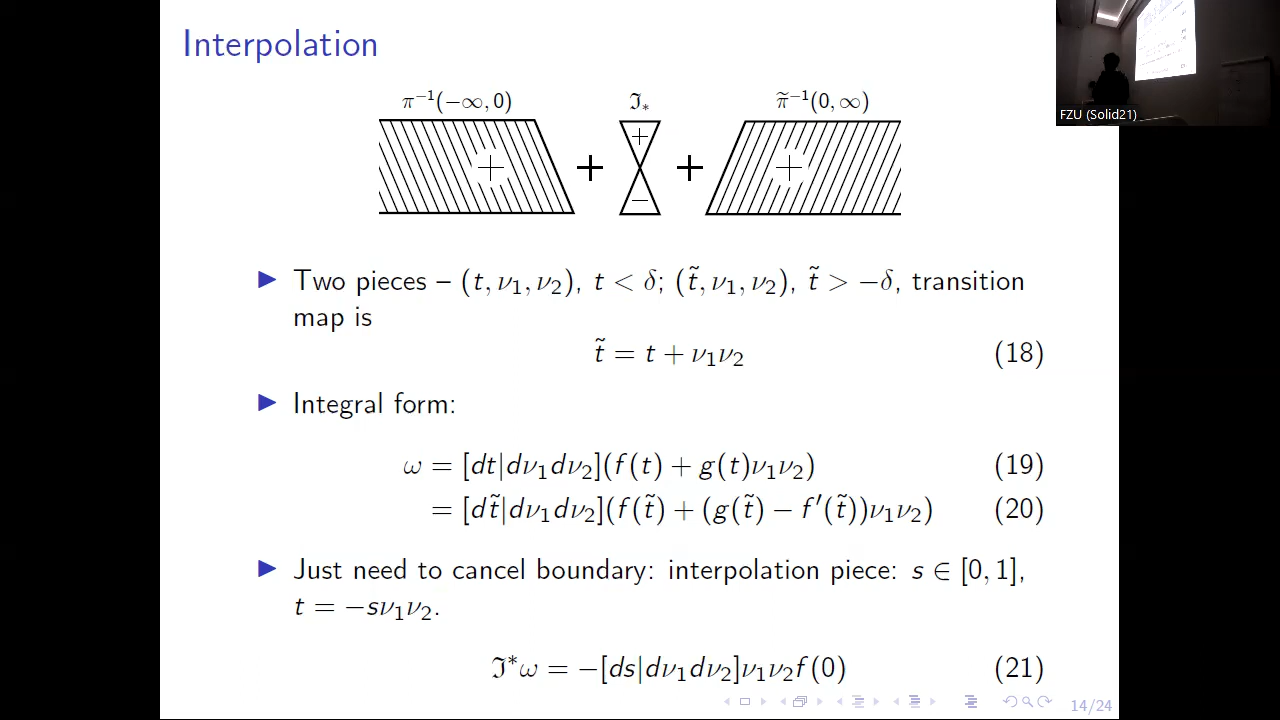 Interpolation
π⁻¹(−∞, 0) ℑ* π̃⁻¹(0, ∞)
+ + + + + −
▶ Two pieces – (t, ν₁, ν₂), t < δ; (t̃, ν₁, ν₂), t̃ > −δ, transition
map is
t̃ = t + ν₁ν₂ (18)
▶ Integral form:
ω = [dt|dν₁dν₂](f(t) + g(t)ν₁ν₂) (19)
= [dt̃|dν₁dν₂](f(t̃) + (g(t̃) − f′(t̃))ν₁ν₂) (20)
▶ Just need to cancel boundary: interpolation piece: s ∈ [0, 1],
t = −sν₁ν₂.
ℑ*ω = −[ds|dν₁dν₂]ν₁ν₂f(0) (21)
14/24
FZU (Solid21)